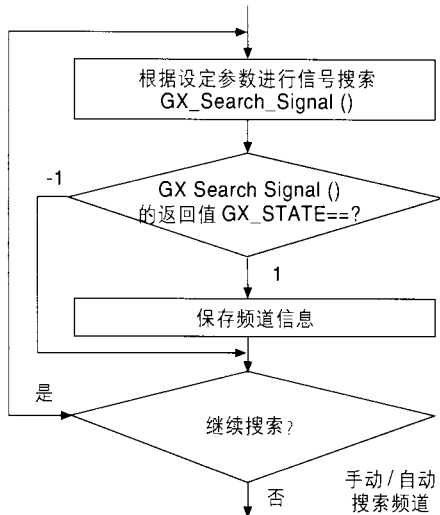 根据设定参数进行信号搜索
GX_Search_Signal ()
-1
GX Search Signal ()
的返回值 GX_STATE==?
1
保存频道信息
是
继续搜索?
否
手动 / 自动
搜索频道